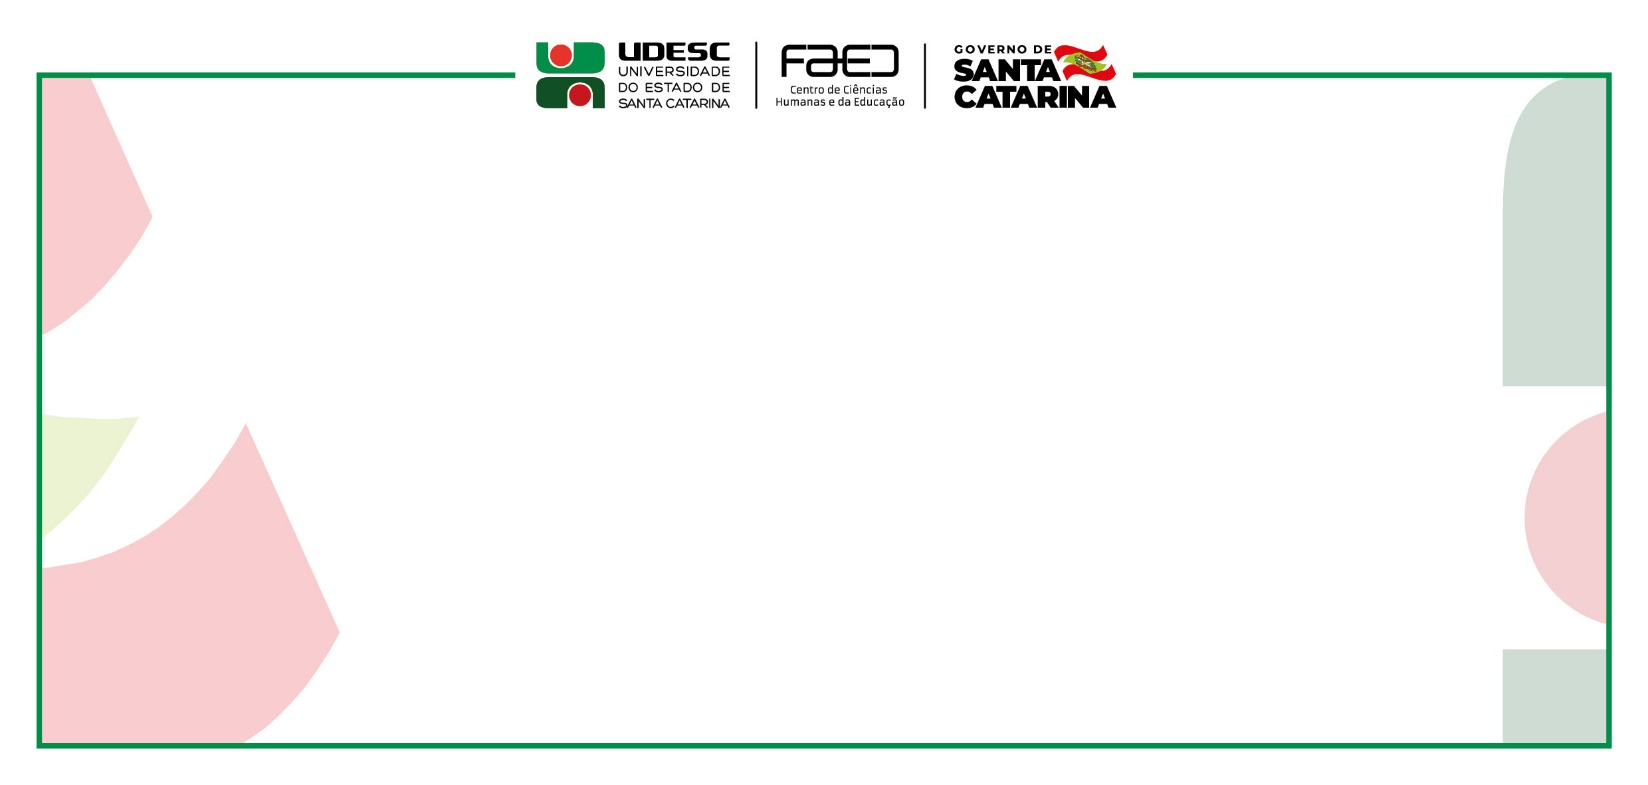 UDESC
UNIVERSIDADE
DO ESTADO DE
SANTA CATARINA
FAED
Centro de Ciências
Humanas e da Educação
GOVERNO DE
SANTA
CATARINA